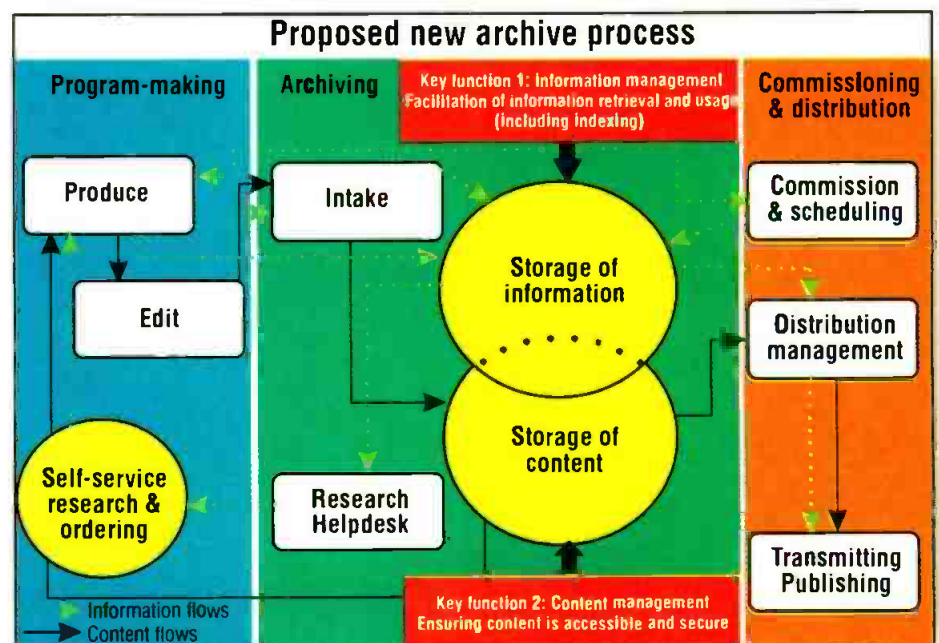 Proposed new archive process
Program-making
Produce
Edit
Self-service
research &
ordering
Information flows
Content flows
Archiving
Key function 1: Information management
Facilitation of information retrieval and usage
(including indexing)
Intake
Storage of
information
Storage of
content
Research
Helpdesk
Key function 2: Content management
Ensuring content is accessible and secure
Commissioning
& distribution
Commission
& scheduling
Distribution
management
Transmitting
Publishing